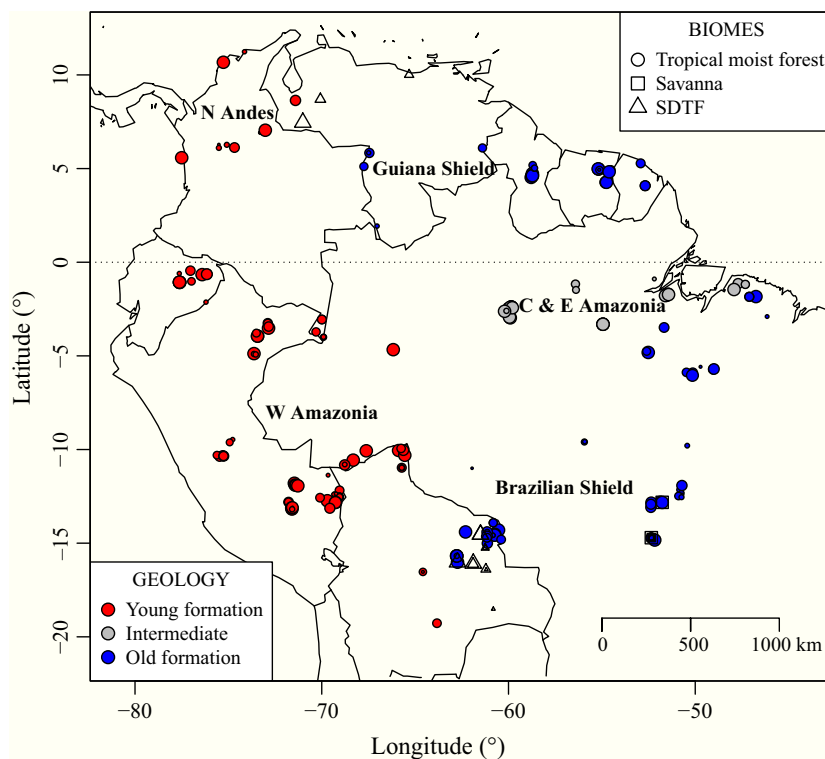 BIOMES
Tropical moist forest
Savanna
SDTF
N Andes
Guiana Shield
C & E Amazonia
W Amazonia
Brazilian Shield
GEOLOGY
Young formation
Intermediate
Old formation
0 500 1000 km
10
5
0
−5
−10
−15
−20
Latitude (°)
−80 −70 −60 −50
Longitude (°)